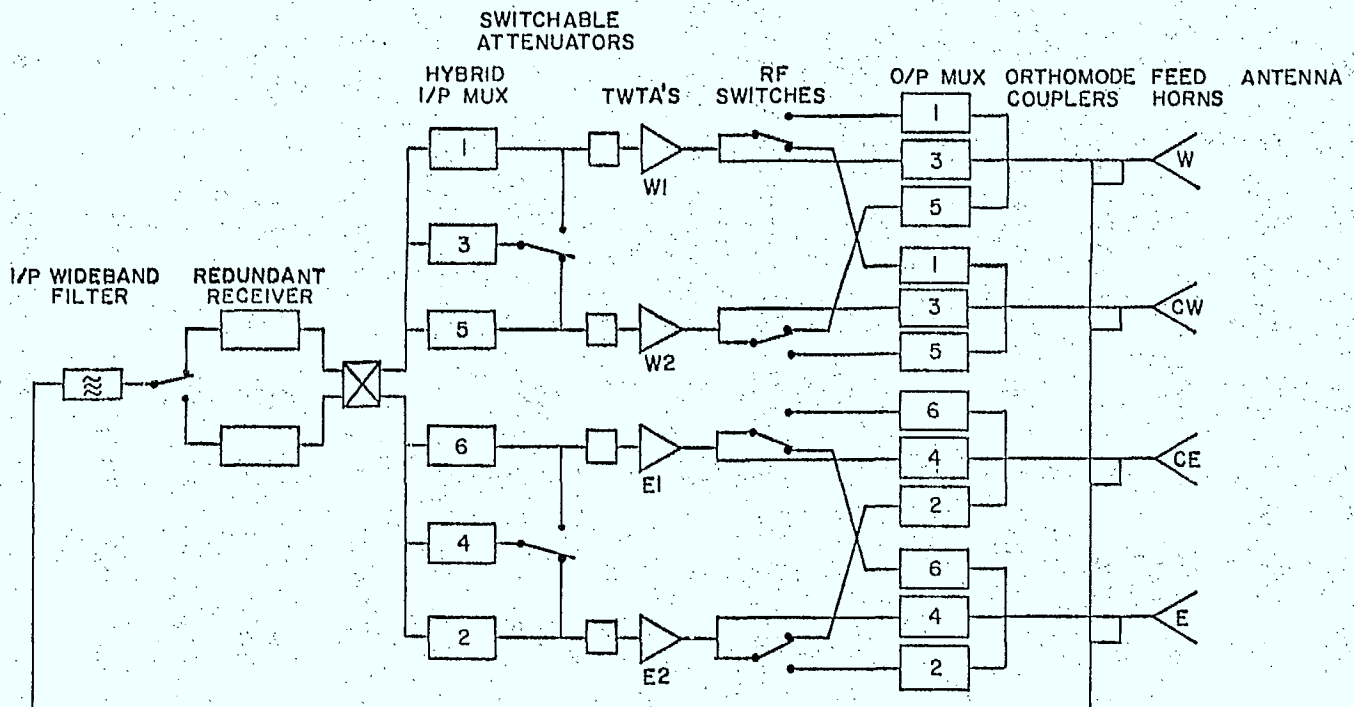 SWITCHABLE
ATTENUATORS
HYBRID
I/P MUX
TWTA'S
RF
SWITCHES
O/P MUX
ORTHOMODE
COUPLERS
FEED
HORNS
ANTENNA
I/P WIDEBAND
FILTER
REDUNDANT
RECEIVER
1
3
5
6
4
2
W1
W2
E1
E2
1
3
5
1
3
5
6
4
2
6
4
2
W
CW
CE
E